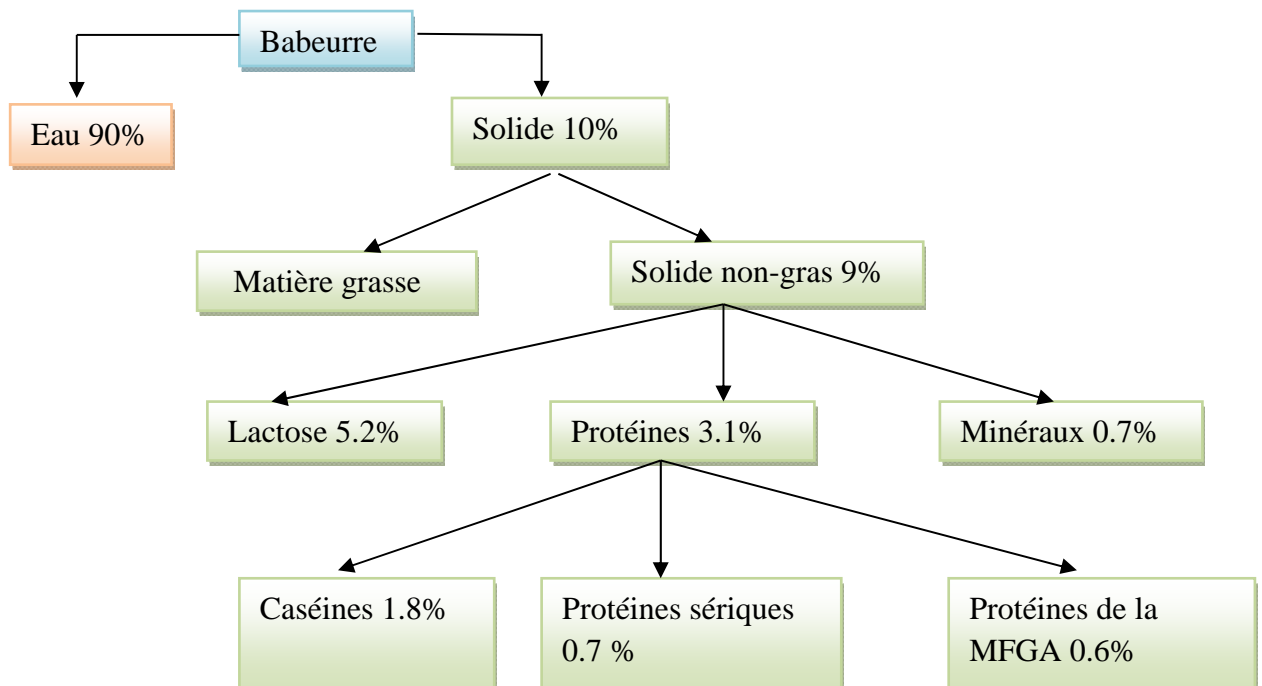 Babeurre
Eau 90%
Solide 10%
Matière grasse
Solide non-gras 9%
Lactose 5.2%
Protéines 3.1%
Minéraux 0.7%
Caséines 1.8%
Protéines sériques
0.7 %
Protéines de la
MFGA 0.6%